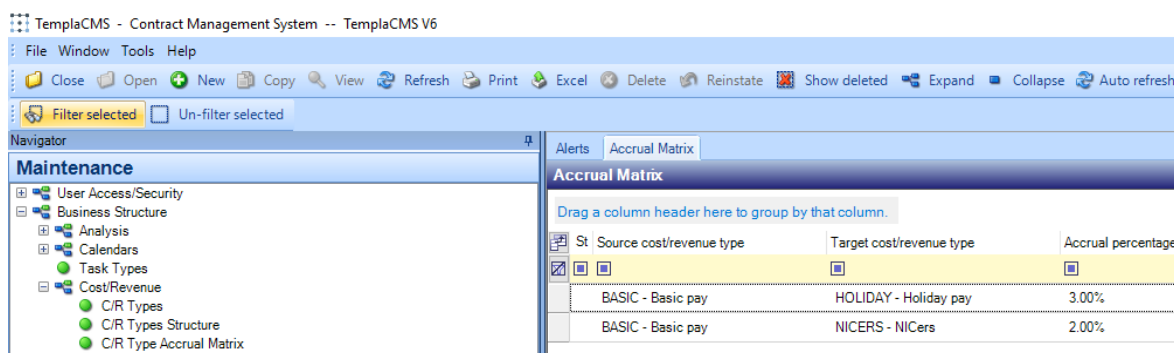 TemplaCMS - Contract Management System -- TemplaCMS V6
File Window Tools Help
Close Open New Copy View Refresh Print Excel Delete Reinstate Show deleted Expand Collapse Auto refresh
Filter selected Un-filter selected
Navigator
Maintenance
User Access/Security
Business Structure
Analysis
Calendars
Task Types
Cost/Revenue
C/R Types
C/R Types Structure
C/R Type Accrual Matrix
Alerts Accrual Matrix
Accrual Matrix
Drag a column header here to group by that column.
St Source cost/revenue type Target cost/revenue type Accrual percentage
BASIC - Basic pay HOLIDAY - Holiday pay 3.00%
BASIC - Basic pay NICERS - NICers 2.00%